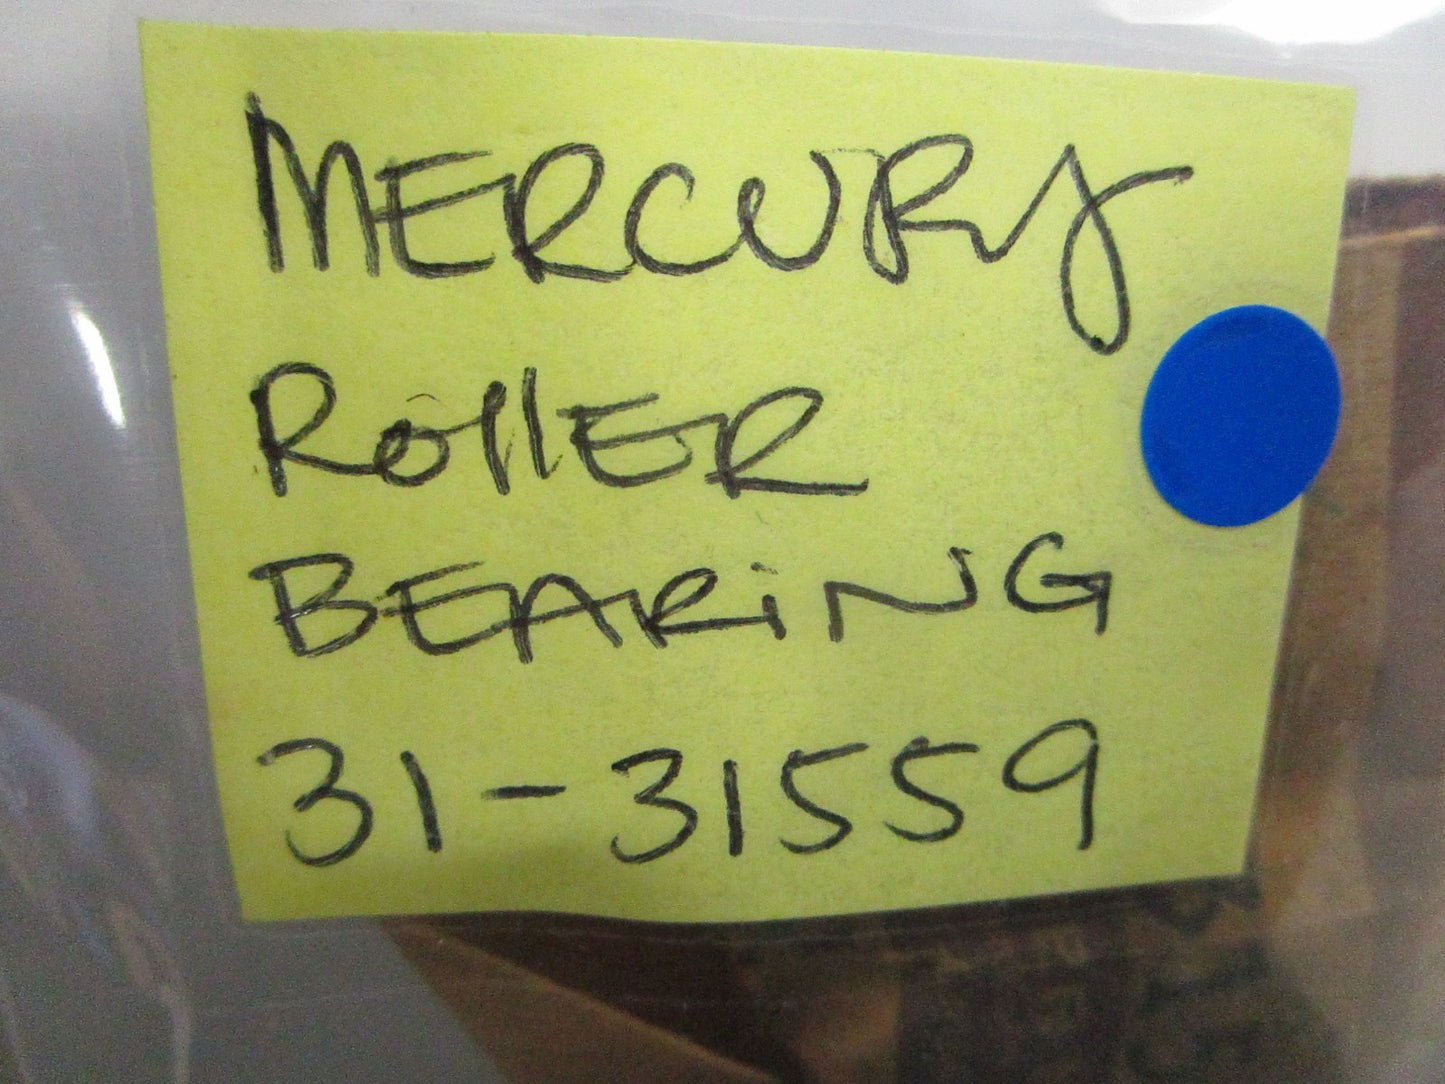 MERCURY
ROllER
BEARiNG
31-31559